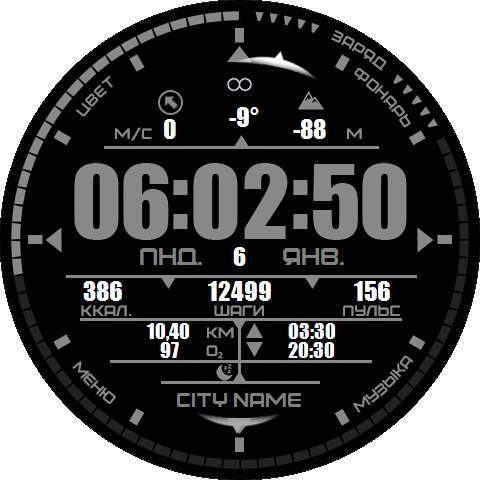 ЗАРЯД
ЦВЕТ
ФОНАРЬ
-9°
М/С 0 -88 М
06:02:50
ПНД. 6 ЯНВ.
386 12499 156
ККАЛ. ШАГИ ПУЛЬС
10,40 КМ 03:30
97 O₂ 20:30
zzz
CITY NAME
МЕНЮ
МУЗЫКА